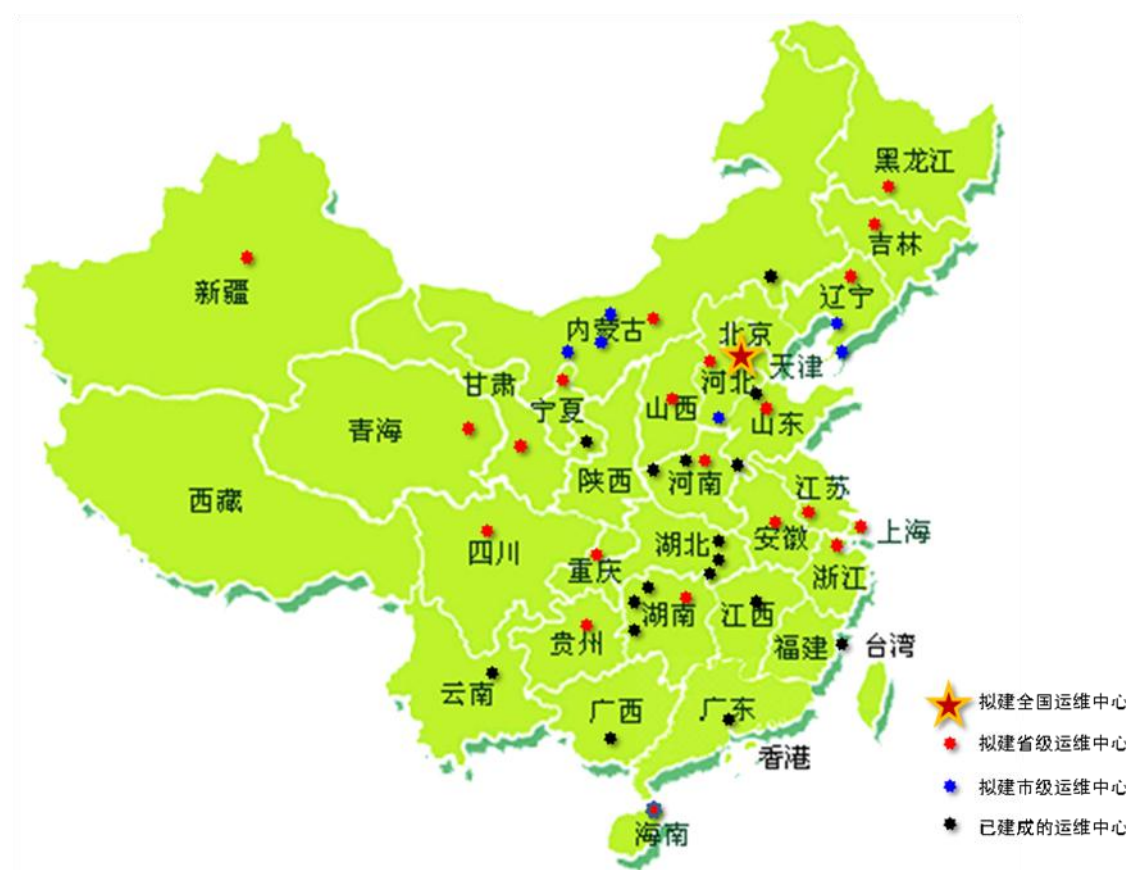 黑龙江
吉林
新疆
辽宁
内蒙古
北京
天津
甘肃
河北
宁夏
山西
山东
青海
陕西
河南
西藏
江苏
上海
四川
湖北
安徽
重庆
浙江
湖南
江西
贵州
福建
台湾
云南
广西
广东
香港
海南
拟建全国运维中心
拟建省级运维中心
拟建市级运维中心
已建成的运维中心